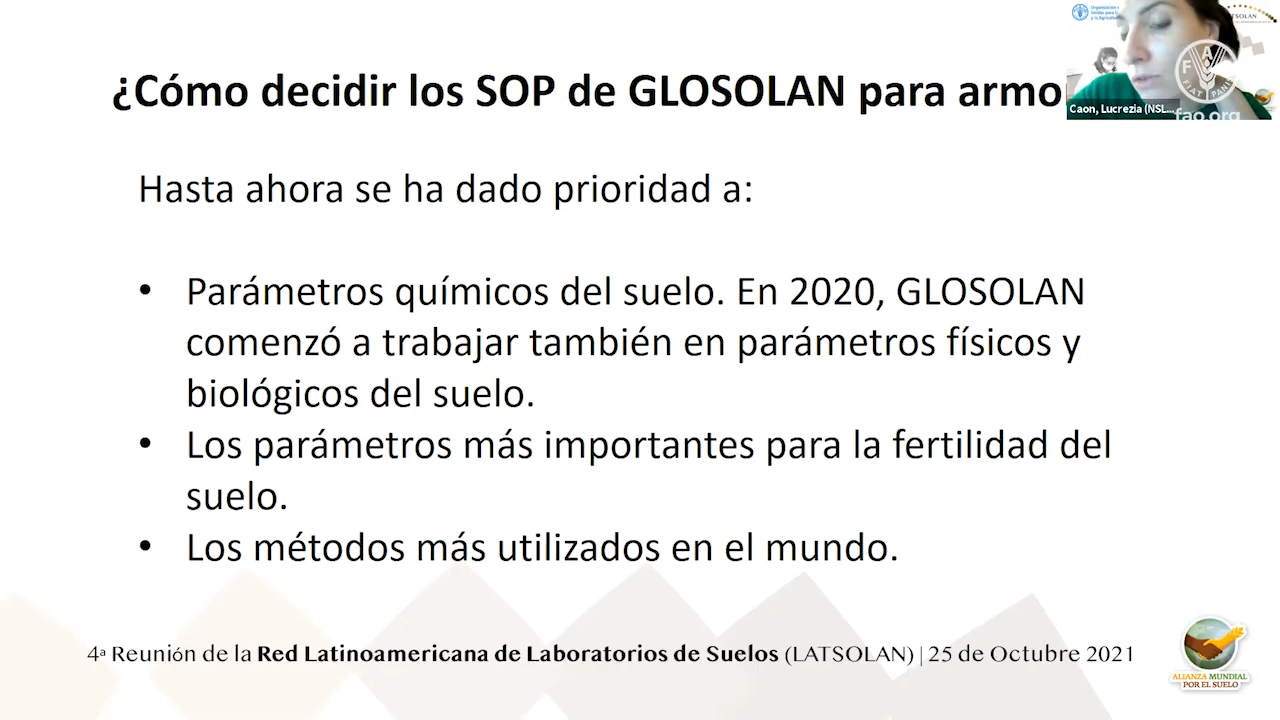 ¿Cómo decidir los SOP de GLOSOLAN para armo
Caon, Lucrezia (NSL...
fao.org
Hasta ahora se ha dado prioridad a:
• Parámetros químicos del suelo. En 2020, GLOSOLAN
comenzó a trabajar también en parámetros físicos y
biológicos del suelo.
• Los parámetros más importantes para la fertilidad del
suelo.
• Los métodos más utilizados en el mundo.
4ª Reunión de la Red Latinoamericana de Laboratorios de Suelos (LATSOLAN) | 25 de Octubre 2021
ALIANZA MUNDIAL
POR EL SUELO